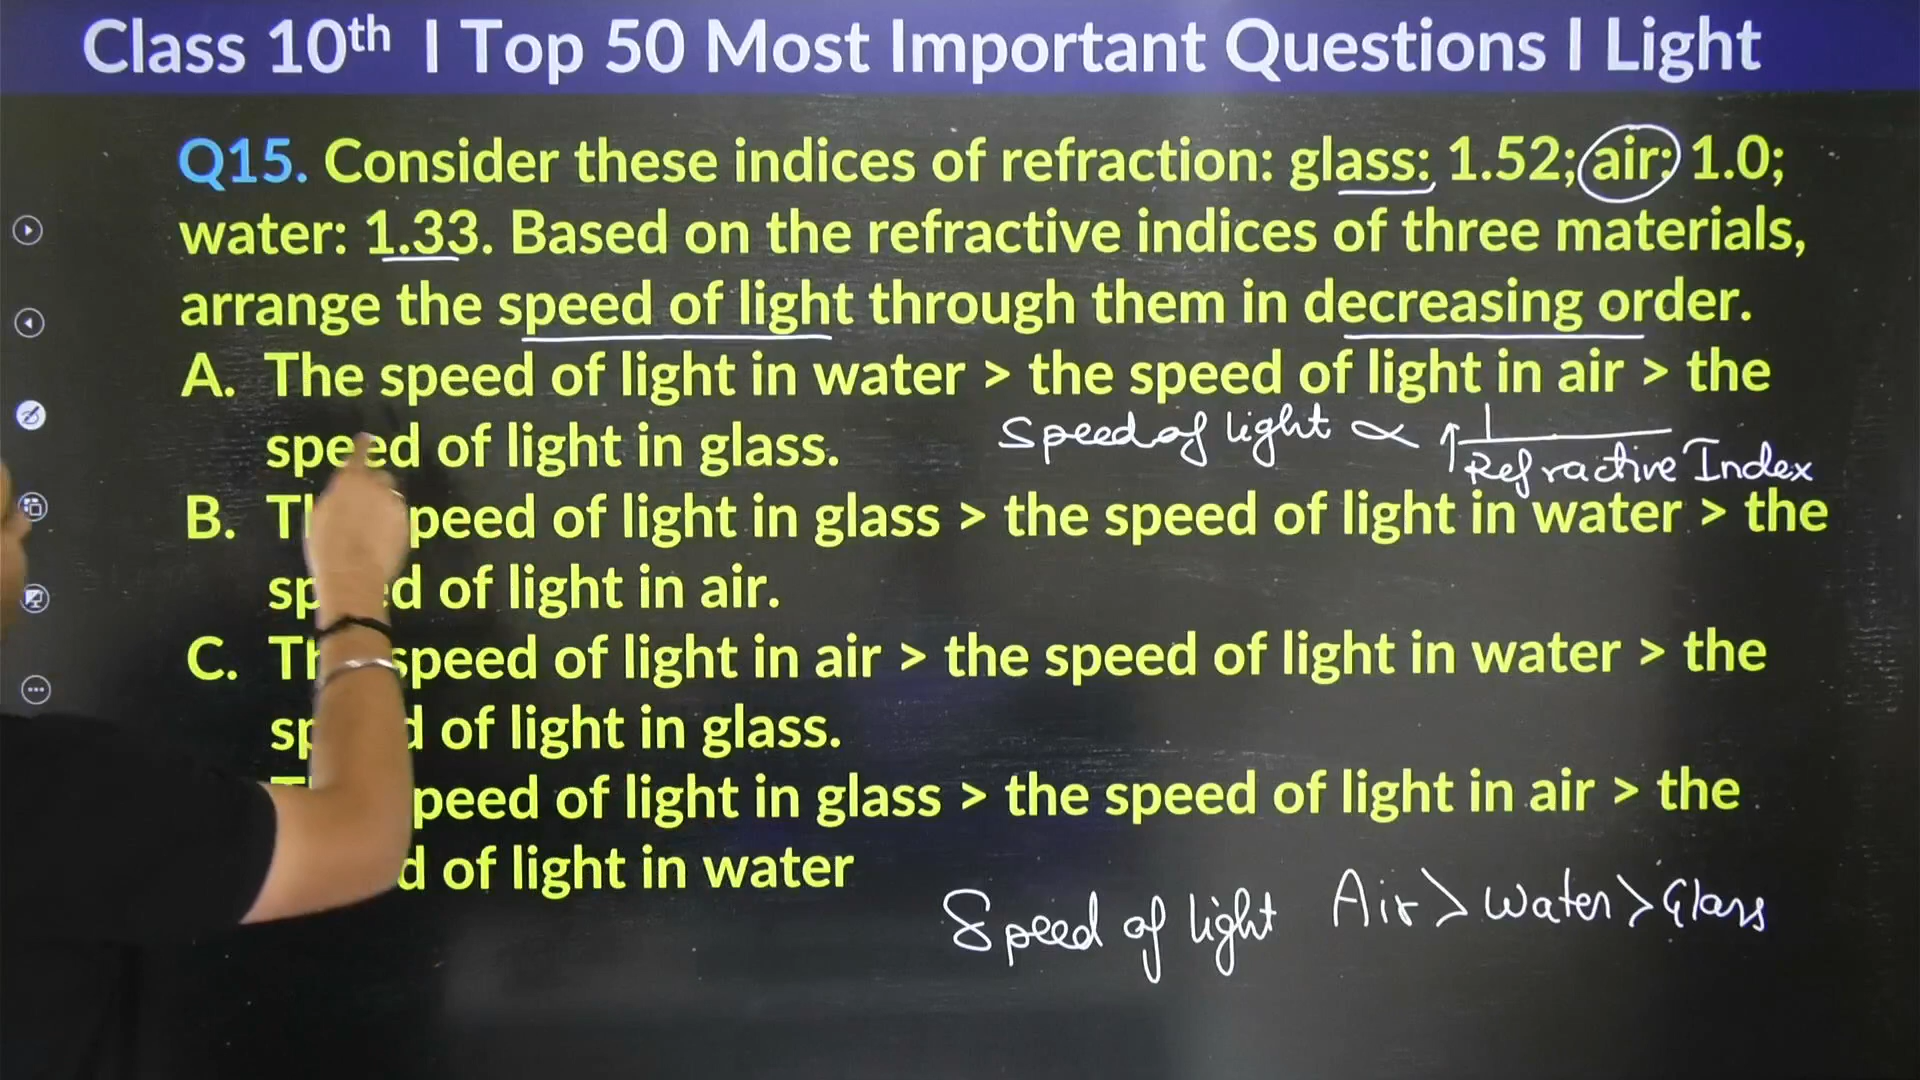 Class 10th I Top 50 Most Important Questions I Light
Q15. Consider these indices of refraction: glass: 1.52; air: 1.0;
water: 1.33. Based on the refractive indices of three materials,
arrange the speed of light through them in decreasing order.
A. The speed of light in water > the speed of light in air > the
speed of light in glass.
Speed of light ∝ ↑ 1
Refractive Index
B. peed of light in glass > the speed of light in water > the
of light in air.
C. speed of light in air > the speed of light in water > the
of light in glass.
peed of light in glass > the speed of light in air > the
of light in water
Speed of light Air > Water > Glass